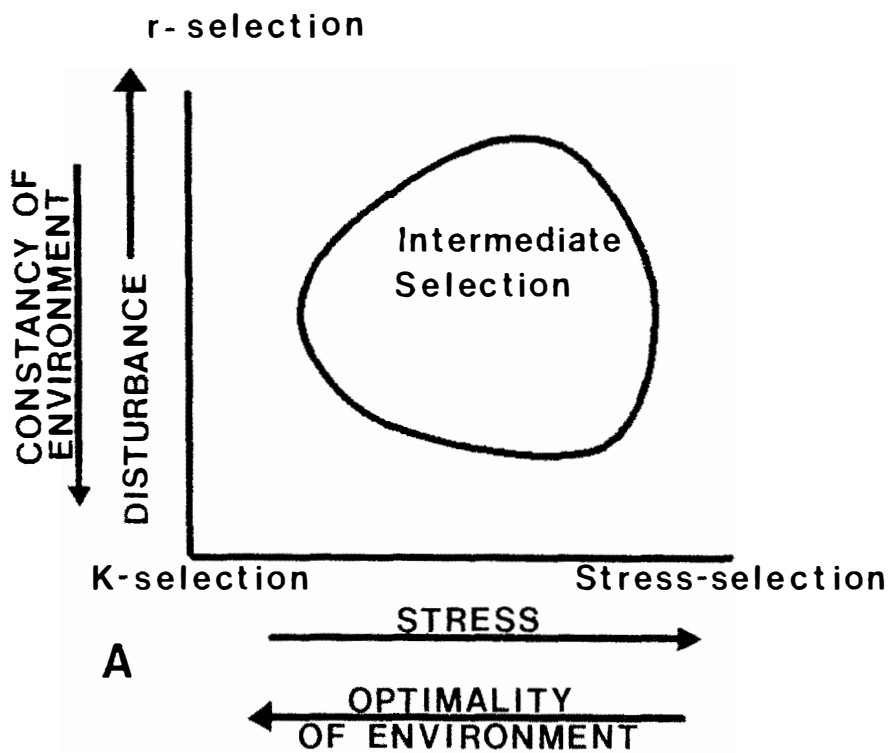 r-selection
CONSTANCY OF
ENVIRONMENT
DISTURBANCE
Intermediate
Selection
K-selection
Stress-selection
STRESS
A
OPTIMALITY
OF ENVIRONMENT